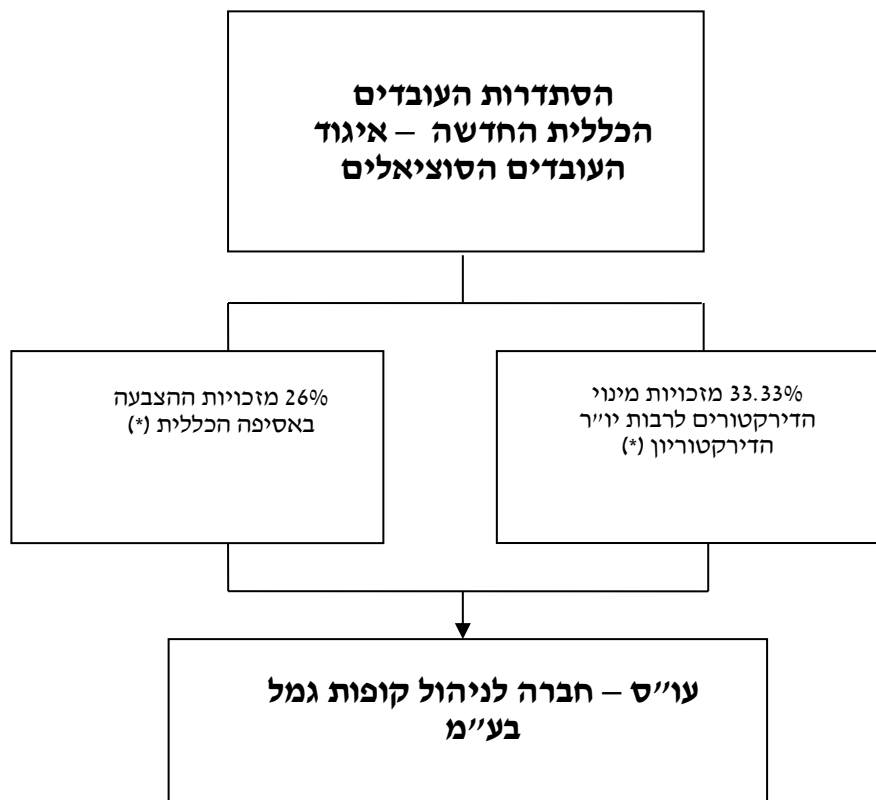 הסתדרות העובדים
הכללית החדשה – איגוד
העובדים הסוציאלים
33.33% מזכויות מינוי
הדירקטורים לרבות יו״ר
הדירקטוריון (*)
26% מזכויות ההצבעה
באסיפה הכללית (*)
עו״ס – חברה לניהול קופות גמל
בע״מ